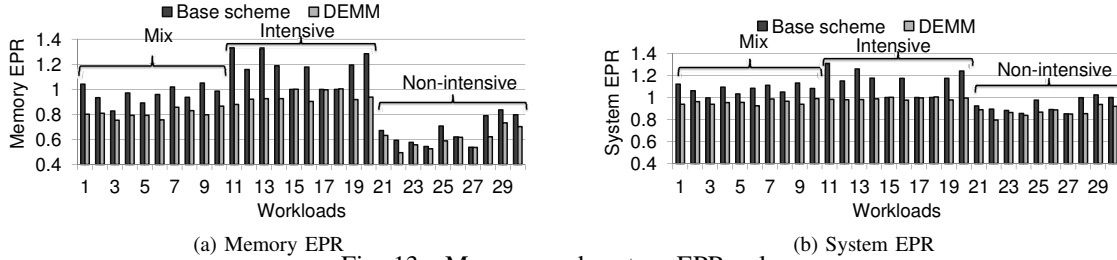 Base scheme DEMM
Mix
Intensive
Non-intensive
Memory EPR
1.4
1.2
1
0.8
0.6
0.4
1 3 5 7 9 11 13 15 17 19 21 23 25 27 29
Workloads
(a) Memory EPR
Base scheme DEMM
Mix
Intensive
Non-intensive
System EPR
1.4
1.2
1
0.8
0.6
0.4
1 3 5 7 9 11 13 15 17 19 21 23 25 27 29
Workloads
(b) System EPR